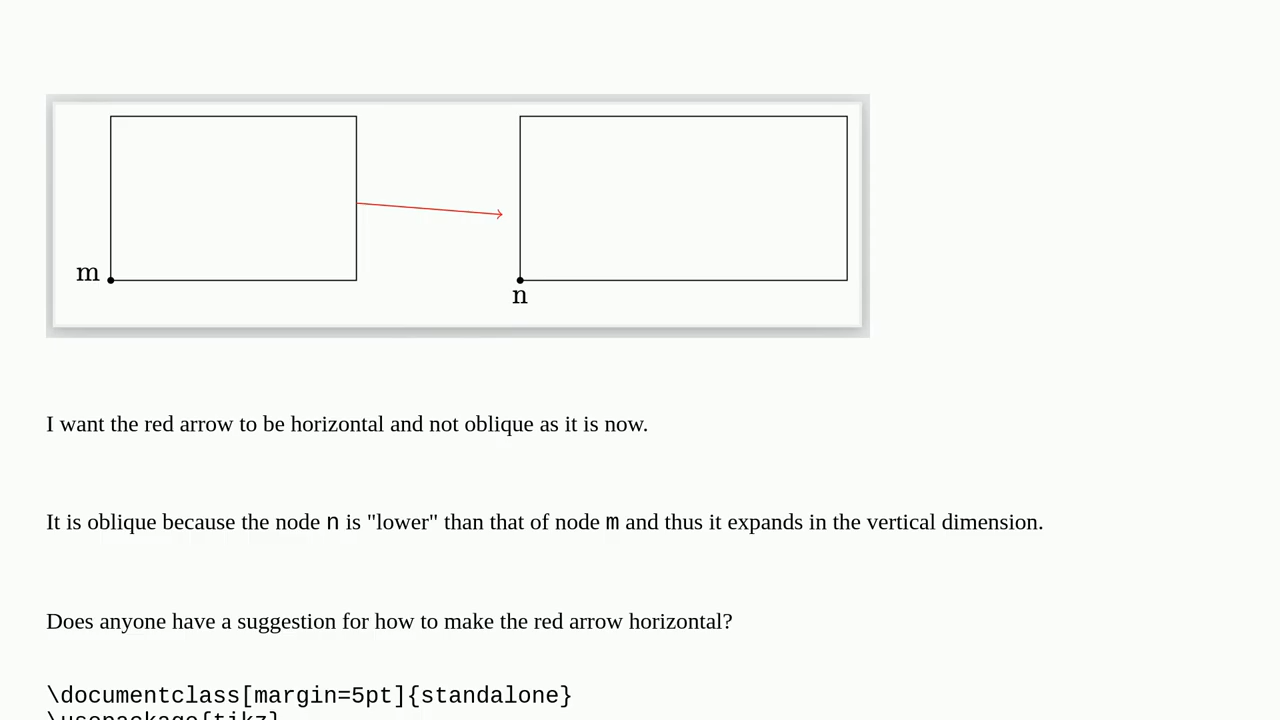 m
n
I want the red arrow to be horizontal and not oblique as it is now.
It is oblique because the node n is "lower" than that of node m and thus it expands in the vertical dimension.
Does anyone have a suggestion for how to make the red arrow horizontal?
\documentclass[margin=5pt]{standalone}
\usepackage{tikz}